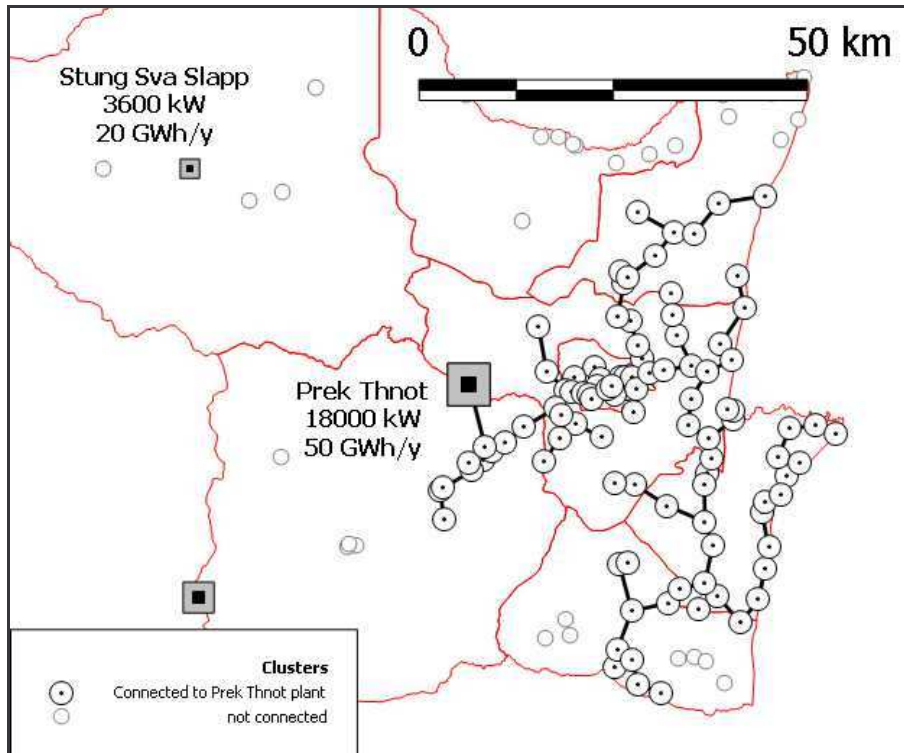 0 50 km
Stung Sva Slapp
3600 kW
20 GWh/y
Prek Thnot
18000 kW
50 GWh/y
Clusters
Connected to Prek Thnot plant
not connected